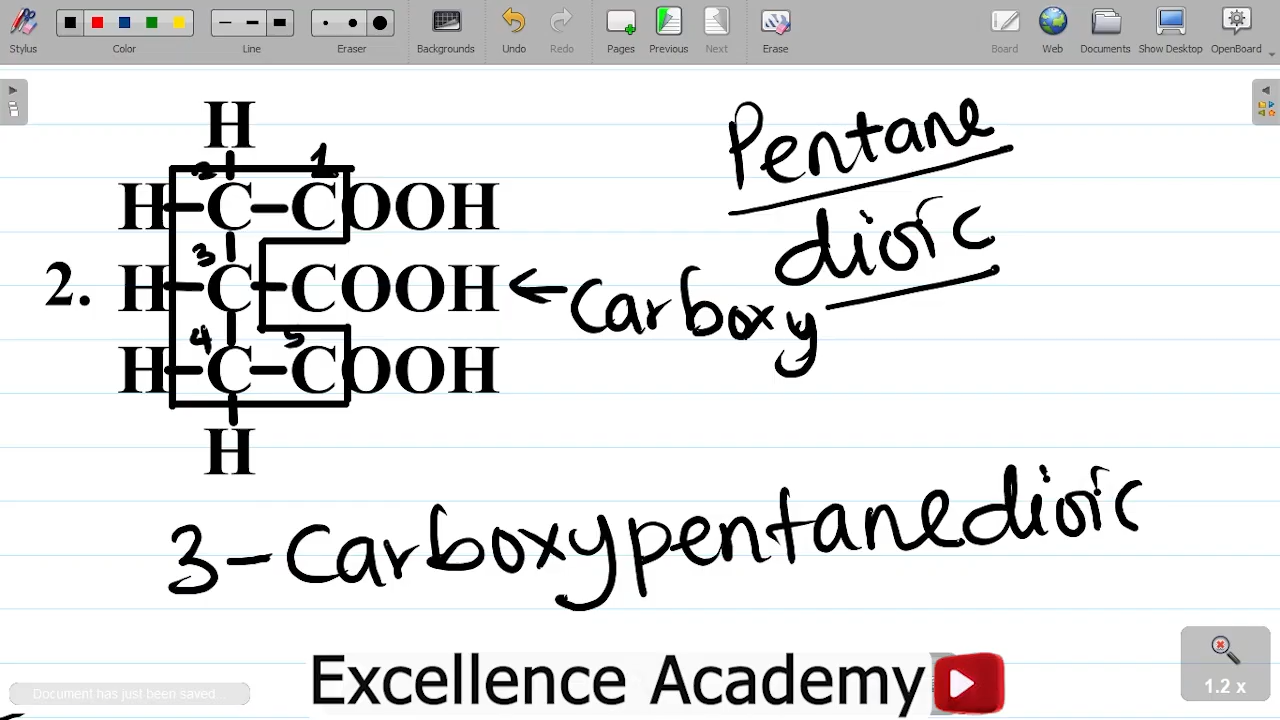 Stylus Color Line Eraser Backgrounds Undo Redo Pages Previous Next Erase Board Web Documents Show Desktop OpenBoard
H
2 1
H-C-COOH
3
2. H-C-COOH ← Carboxy
4 5
H-C-COOH
H
Pentane
dioic
3-Carboxypentanedioic
Excellence Academy
Document has just been saved...
1.2 x